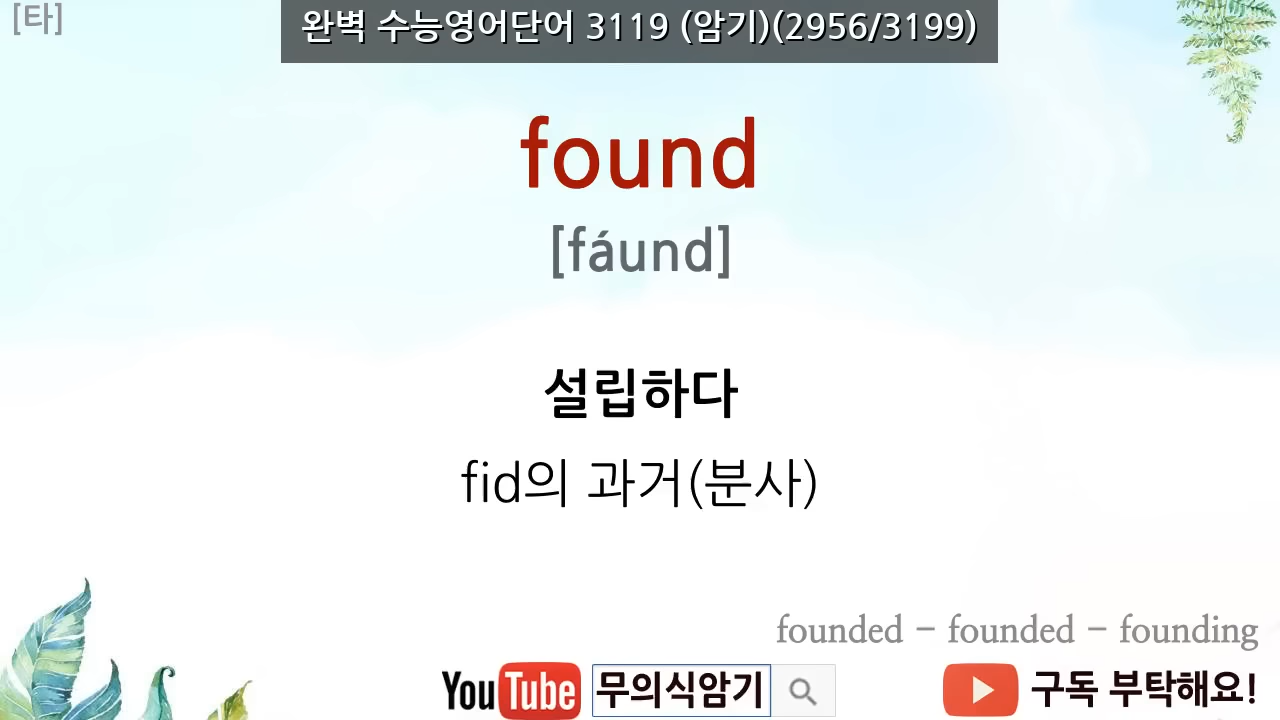 [타]
완벽 수능영어단어 3119 (암기)(2956/3199)
found
[fáund]
설립하다
fid의 과거(분사)
founded - founded - founding
YouTube 무의식암기
구독 부탁해요!